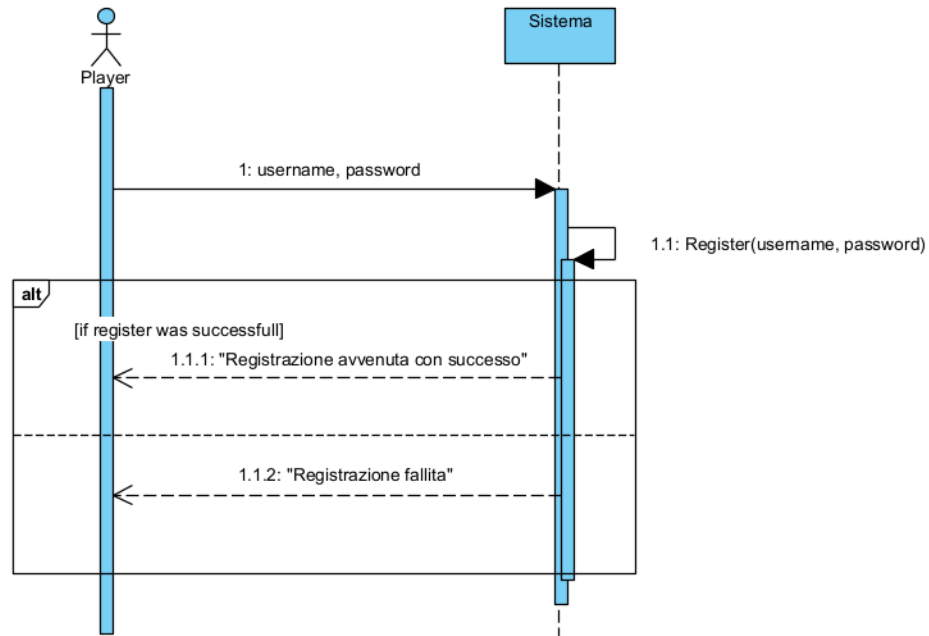 Sistema
Player
1: username, password
1.1: Register(username, password)
alt
[if register was successfull]
1.1.1: "Registrazione avvenuta con successo"
1.1.2: "Registrazione fallita"